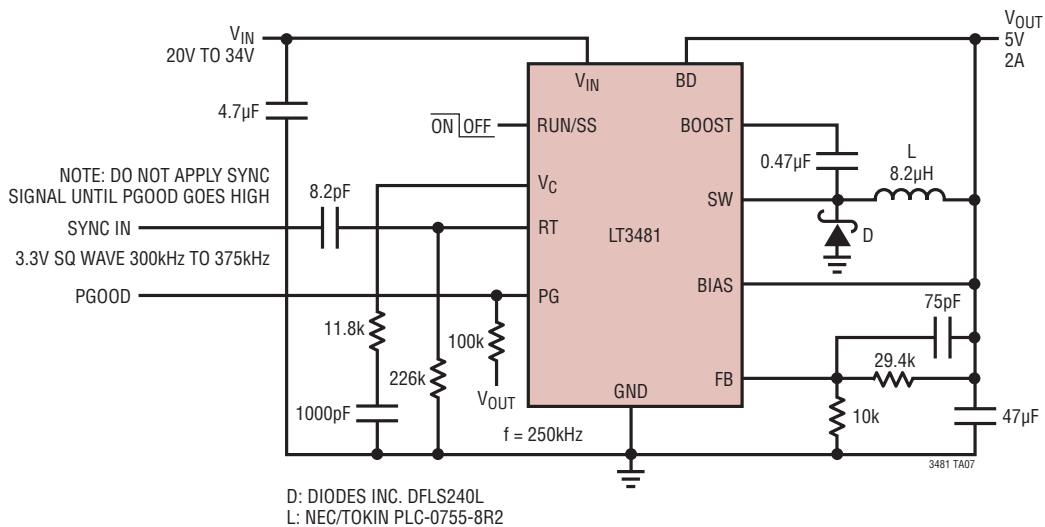 VIN
20V TO 34V
VOUT
5V
2A
4.7µF
VIN
BD
ON OFF
RUN/SS
BOOST
0.47µF
L
8.2µH
NOTE: DO NOT APPLY SYNC
SIGNAL UNTIL PGOOD GOES HIGH
8.2pF
VC
SW
SYNC IN
RT
LT3481
D
3.3V SQ WAVE 300kHz TO 375kHz
PGOOD
PG
BIAS
75pF
11.8k
100k
29.4k
226k
VOUT
GND
FB
1000pF
10k
47µF
f = 250kHz
3481 TA07
D: DIODES INC. DFLS240L
L: NEC/TOKIN PLC-0755-8R2